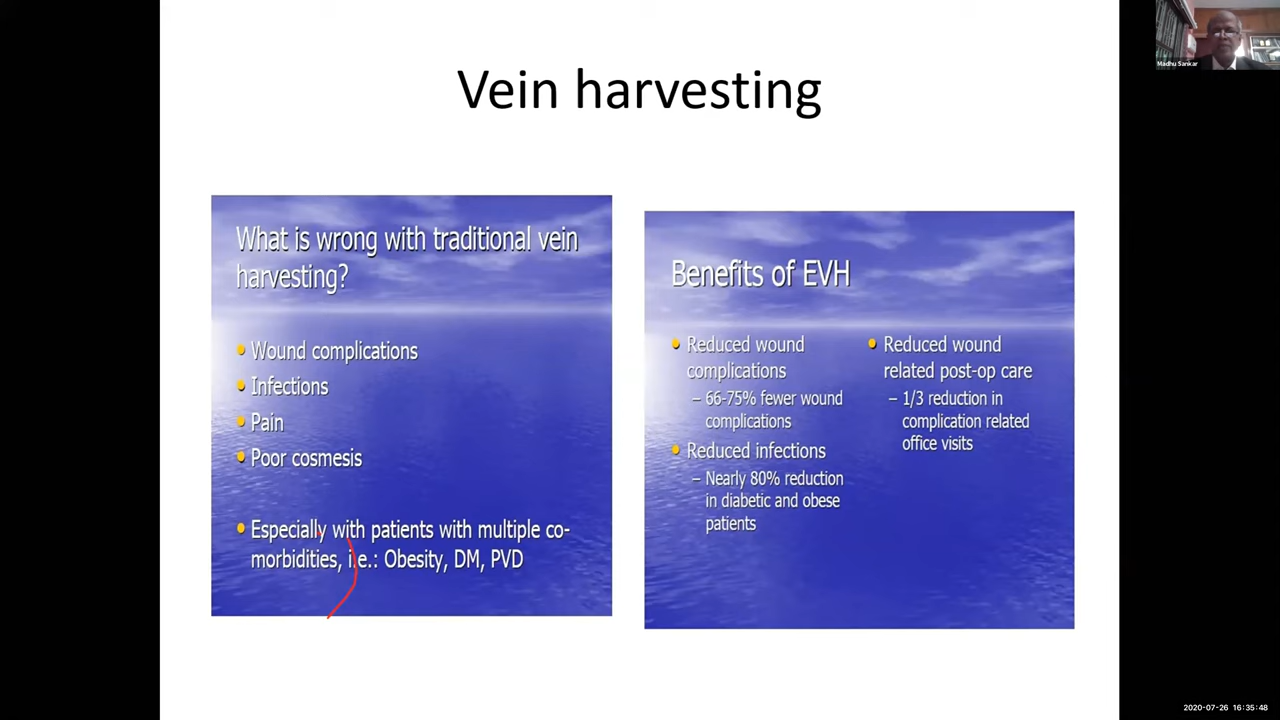 Madhu Sankar
Vein harvesting
What is wrong with traditional vein
harvesting?
• Wound complications
• Infections
• Pain
• Poor cosmesis
• Especially with patients with multiple co-
morbidities, i.e.: Obesity, DM, PVD
Benefits of EVH
• Reduced wound
complications
– 66-75% fewer wound
complications
• Reduced infections
– Nearly 80% reduction
in diabetic and obese
patients
• Reduced wound
related post-op care
– 1/3 reduction in
complication related
office visits
2020-07-26 16:35:48